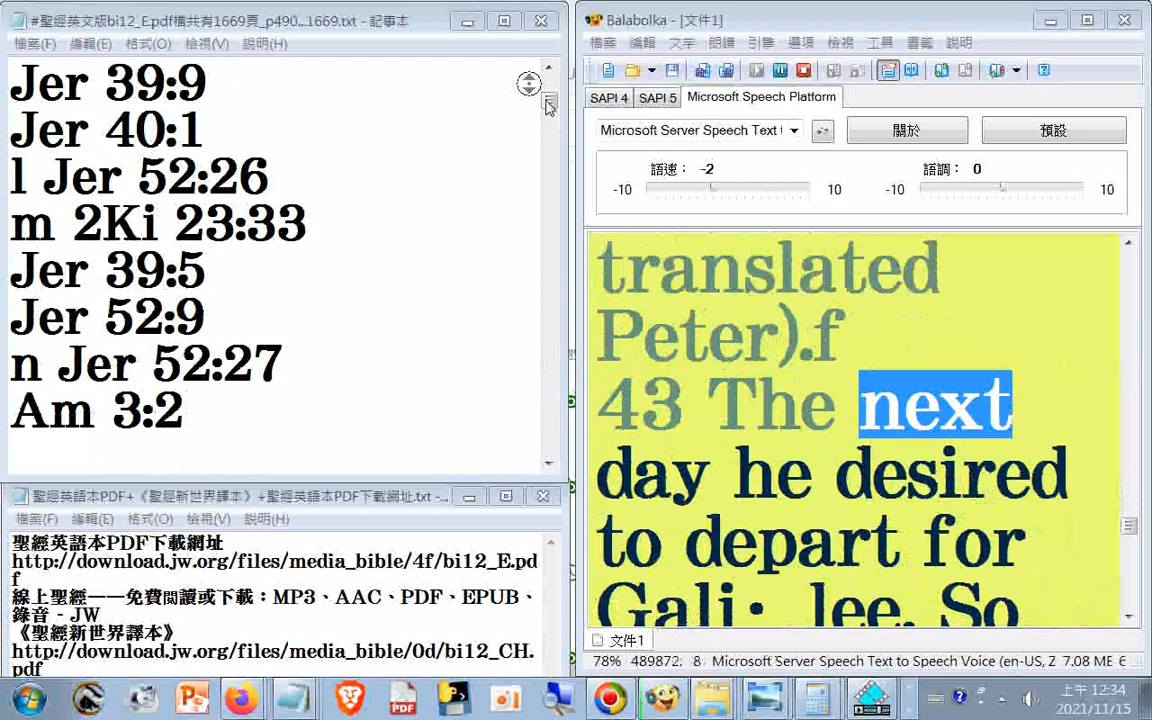 #聖經英文版bi12_E.pdf橫共有1669頁_p490...1669.txt - 記事本
檔案(F) 編輯(E) 格式(O) 檢視(V) 說明(H)
Jer 39:9
Jer 40:1
l Jer 52:26
m 2Ki 23:33
Jer 39:5
Jer 52:9
n Jer 52:27
Am 3:2
聖經英語本PDF+《聖經新世界譯本》+聖經英語本PDF下載網址.txt -...
檔案(F) 編輯(E) 格式(O) 檢視(V) 說明(H)
聖經英語本PDF下載網址
http://download.jw.org/files/media_bible/4f/bi12_E.pd
f
線上聖經——免費閱讀或下載：MP3、AAC、PDF、EPUB、
錄音 - JW
《聖經新世界譯本》
http://download.jw.org/files/media_bible/0d/bi12_CH.
pdf
Balabolka - [文件1]
檔案 編輯 文字 朗讀 引擎 選項 檢視 工具 書籤 說明
SAPI 4 SAPI 5 Microsoft Speech Platform
Microsoft Server Speech Text 關於 預設
語速： -2 語調： 0
-10 10 -10 10
translated
Peter).f
43 The next
day he desired
to depart for
Gali· lee. So
文件1
78% 489872: 8 Microsoft Server Speech Text to Speech Voice (en-US, Z 7.08 MB 6
PDF
上午 12:34
2021/11/15